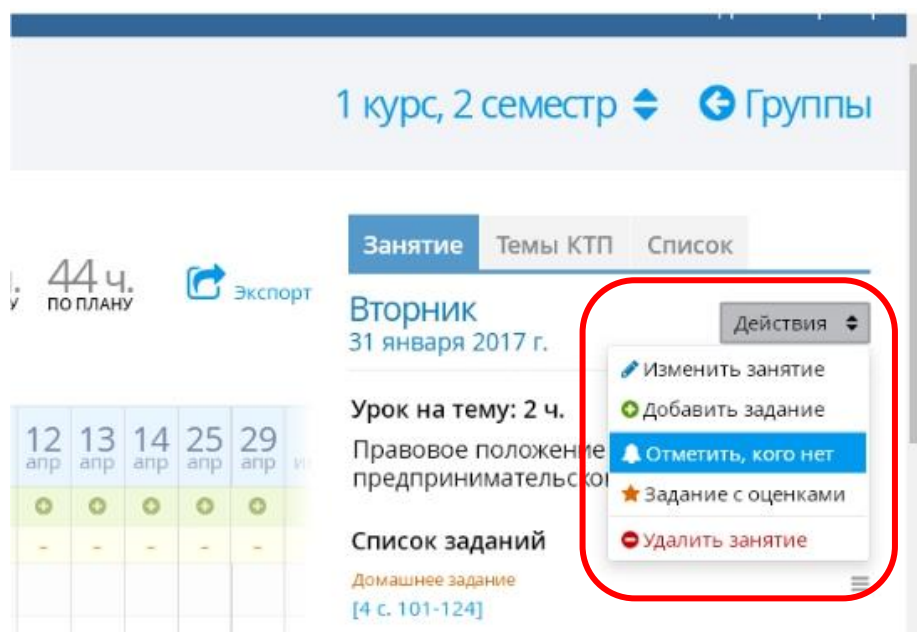 1 курс, 2 семестр Группы
44 ч.
ПО ПЛАНУ
Экспорт
12 апр 13 апр 14 апр 25 апр 29 апр
- - - - -
Занятие Темы КТП Список
Вторник
31 января 2017 г.
Действия
Изменить занятие
Добавить задание
Отметить, кого нет
Задание с оценками
Удалить занятие
Урок на тему: 2 ч.
Правовое положение
Список заданий
Домашнее задание
[4 с. 101-124]